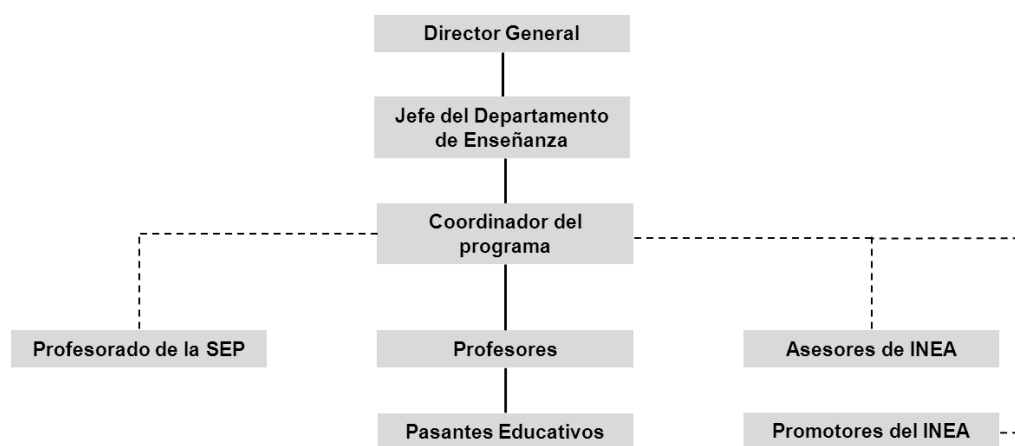 Director General
Jefe del Departamento
de Enseñanza
Coordinador del
programa
Profesorado de la SEP
Profesores
Asesores de INEA
Pasantes Educativos
Promotores del INEA